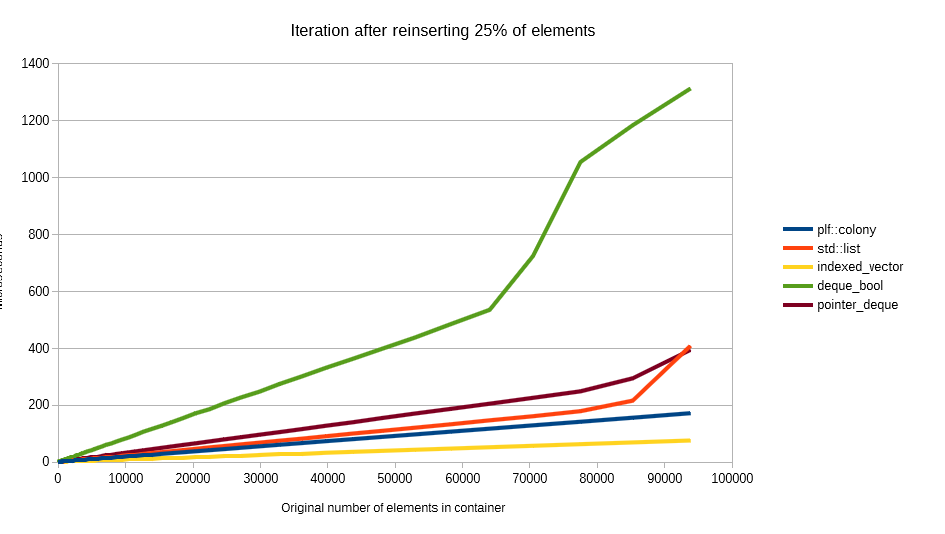 Iteration after reinserting 25% of elements
1400
1200
1000
800
600
400
200
0
0 10000 20000 30000 40000 50000 60000 70000 80000 90000 100000
Original number of elements in container
plf::colony
std::list
indexed_vector
deque_bool
pointer_deque